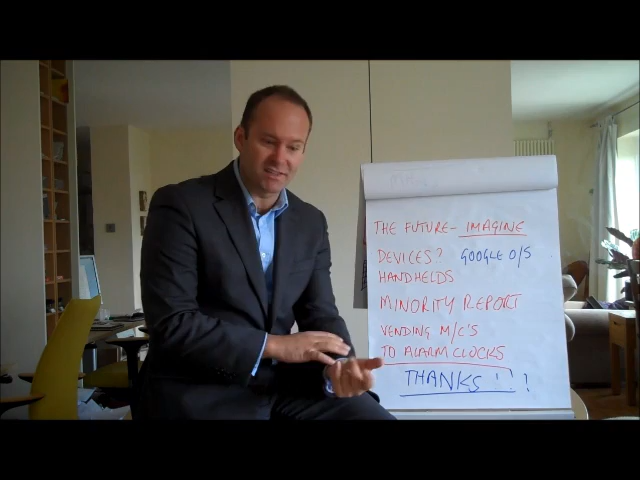 THE FUTURE- IMAGINE
DEVICES? GOOGLE O/S
HANDHELDS
MINORITY REPORT
VENDING M/C'S
TO ALARM CLOCKS
THANKS!!!